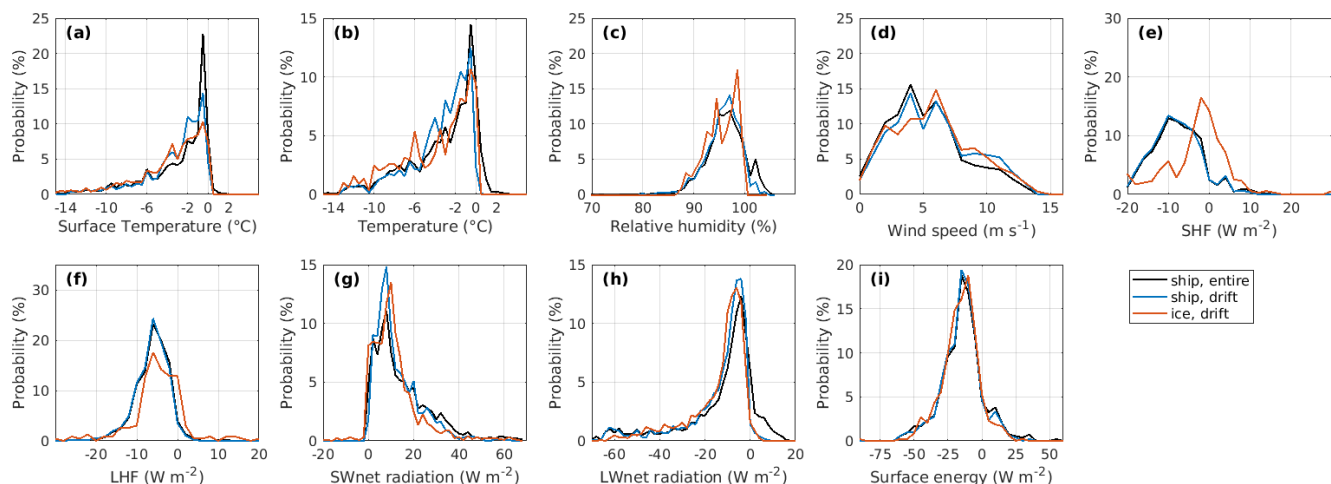 (a)
Probability (%)
25
20
15
10
5
0
-14 -10 -6 -2 0 2
Surface Temperature (°C)
(b)
Probability (%)
15
10
5
0
-14 -10 -6 -2 0 2
Temperature (°C)
(c)
Probability (%)
25
20
15
10
5
0
70 80 90 100
Relative humidity (%)
(d)
Probability (%)
25
20
15
10
5
0
0 5 10 15
Wind speed (m s⁻¹)
(e)
Probability (%)
30
20
10
0
-20 -10 0 10 20
SHF (W m⁻²)
(f)
Probability (%)
30
20
10
0
-20 -10 0 10 20
LHF (W m⁻²)
(g)
Probability (%)
15
10
5
0
-20 0 20 40 60
SWnet radiation (W m⁻²)
(h)
Probability (%)
15
10
5
0
-60 -40 -20 0 20
LWnet radiation (W m⁻²)
(i)
Probability (%)
20
15
10
5
0
-75 -50 -25 0 25 50
Surface energy (W m⁻²)
ship, entire
ship, drift
ice, drift